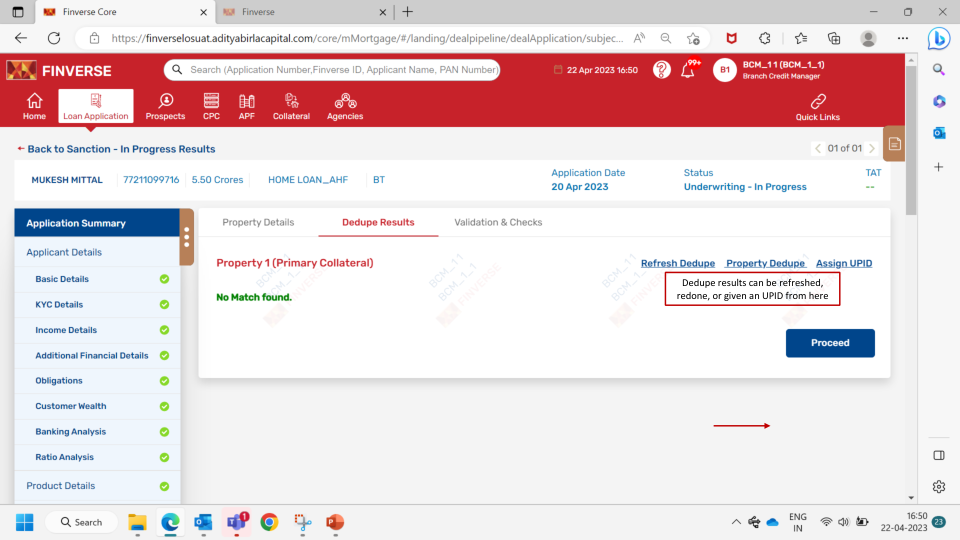 Finverse Core
Finverse
https://finverselosuat.adityabirlacapital.com/core/mMortgage/#/landing/dealpipeline/dealApplication/subjec...
FINVERSE
Search (Application Number,Finverse ID, Applicant Name, PAN Number)
22 Apr 2023 16:50
99+
B1
BCM_1 1 (BCM_1_1)
Branch Credit Manager
Home
Loan Application
Prospects
CPC
APF
Collateral
Agencies
Quick Links
Back to Sanction - In Progress Results
01 of 01
MUKESH MITTAL
77211099716
5.50 Crores
HOME LOAN_AHF
BT
Application Date
20 Apr 2023
Status
Underwriting - In Progress
TAT
--
Application Summary
Applicant Details
Basic Details
KYC Details
Income Details
Additional Financial Details
Obligations
Customer Wealth
Banking Analysis
Ratio Analysis
Product Details
Property Details
Dedupe Results
Validation & Checks
Property 1 (Primary Collateral)
Refresh Dedupe
Property Dedupe
Assign UPID
No Match found.
Dedupe results can be refreshed,
redone, or given an UPID from here
Proceed
Search
1
ENG
IN
16:50
22-04-2023
23